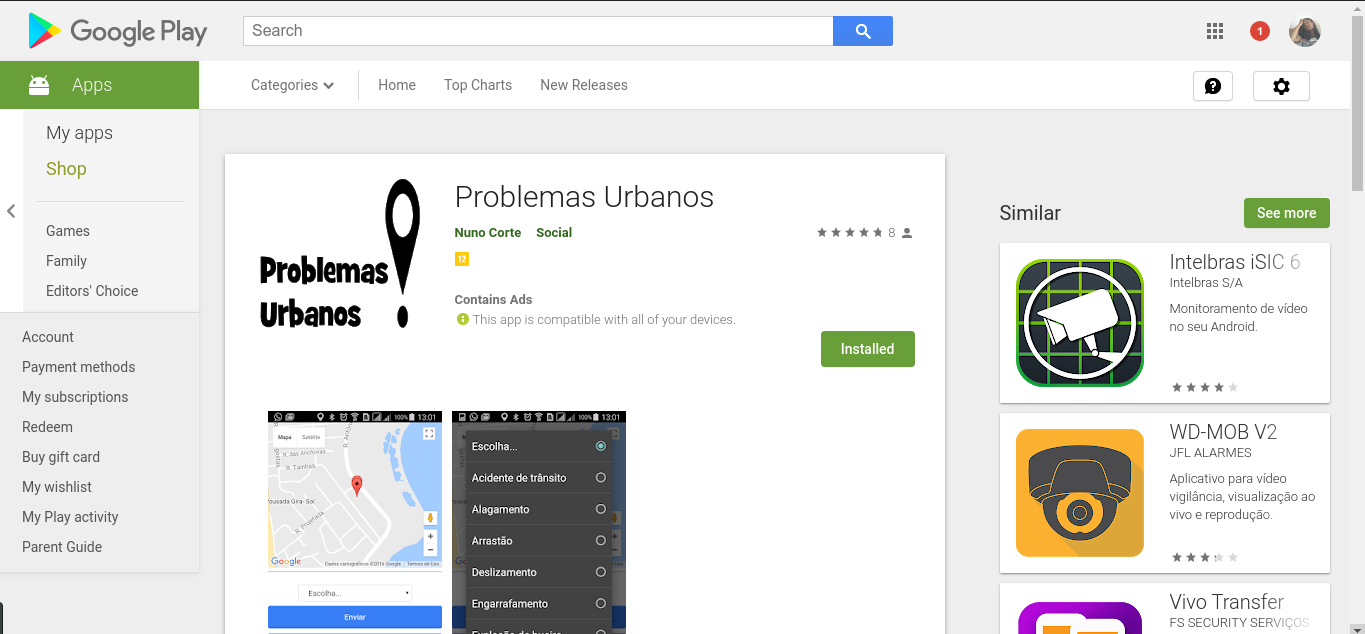 Google Play
Search
1
Apps
Categories
Home
Top Charts
New Releases
My apps
Shop
Games
Family
Editors' Choice
Account
Payment methods
My subscriptions
Redeem
Buy gift card
My wishlist
My Play activity
Parent Guide
Problemas
Urbanos
Problemas Urbanos
Nuno Corte Social
8
12
Contains Ads
This app is compatible with all of your devices.
Installed
100% 13:01
Mapa Satélite
R. das Anchovas
R. Tainhas
ousada Gira- Sol
R. Projetada
Google
Dados cartográficos ©2016 Google Termos de Uso
Escolha...
Enviar
100% 13:01
Escolha...
Acidente de trânsito
Alagamento
Arrastão
Deslizamento
Engarrafamento
Similar
See more
Intelbras iSIC 6
Intelbras S/A
Monitoramento de vídeo
no seu Android.
WD-MOB V2
JFL ALARMES
Aplicativo para vídeo
vigilância, visualização ao
vivo e reprodução.
Vivo Transfer
FS SECURITY SERVIÇOS